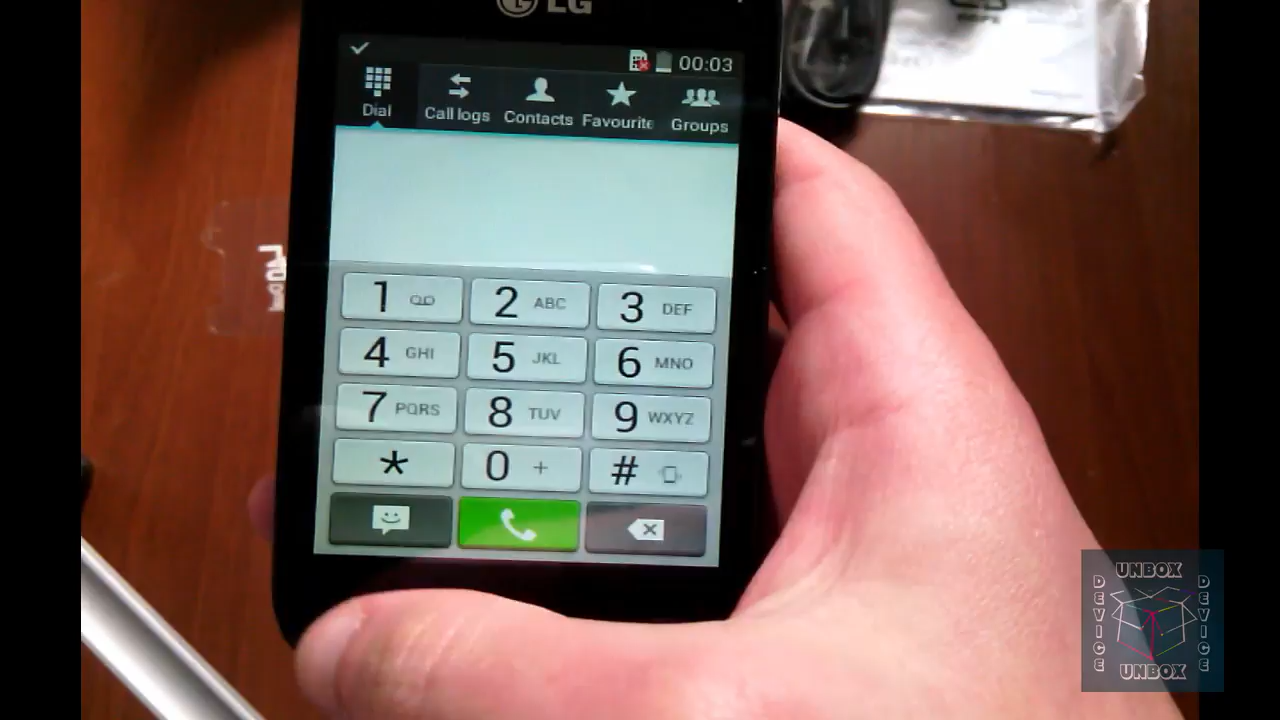 LG
00:03
Dial Call logs Contacts Favourite Groups
1 2 ABC 3 DEF
4 GHI 5 JKL 6 MNO
7 PQRS 8 TUV 9 WXYZ
* 0 + #
UNBOX
DEVICE
DEVICE
UNBOX